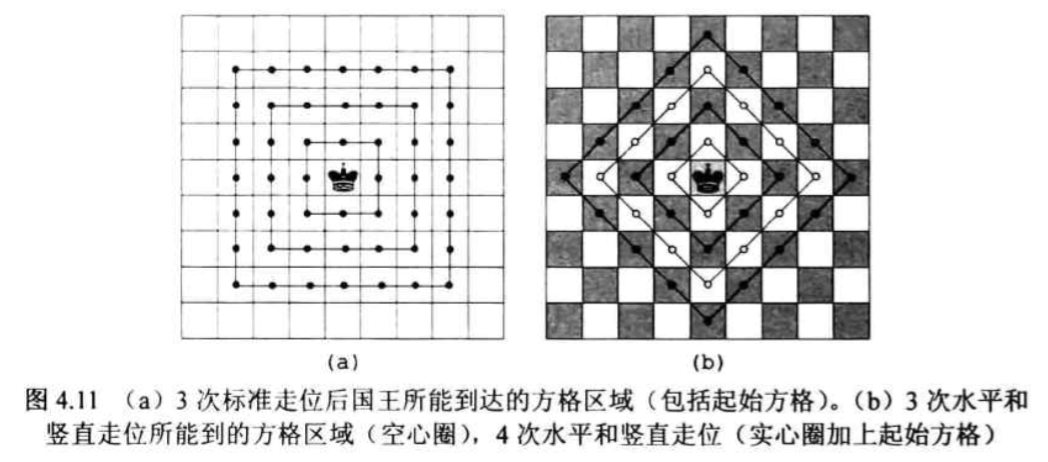 (a) (b)
图 4.11 （a）3 次标准走位后国王所能到达的方格区域（包括起始方格）。（b）3 次水平和
竖直走位所能到的方格区域（空心圈），4 次水平和竖直走位（实心圈加上起始方格）